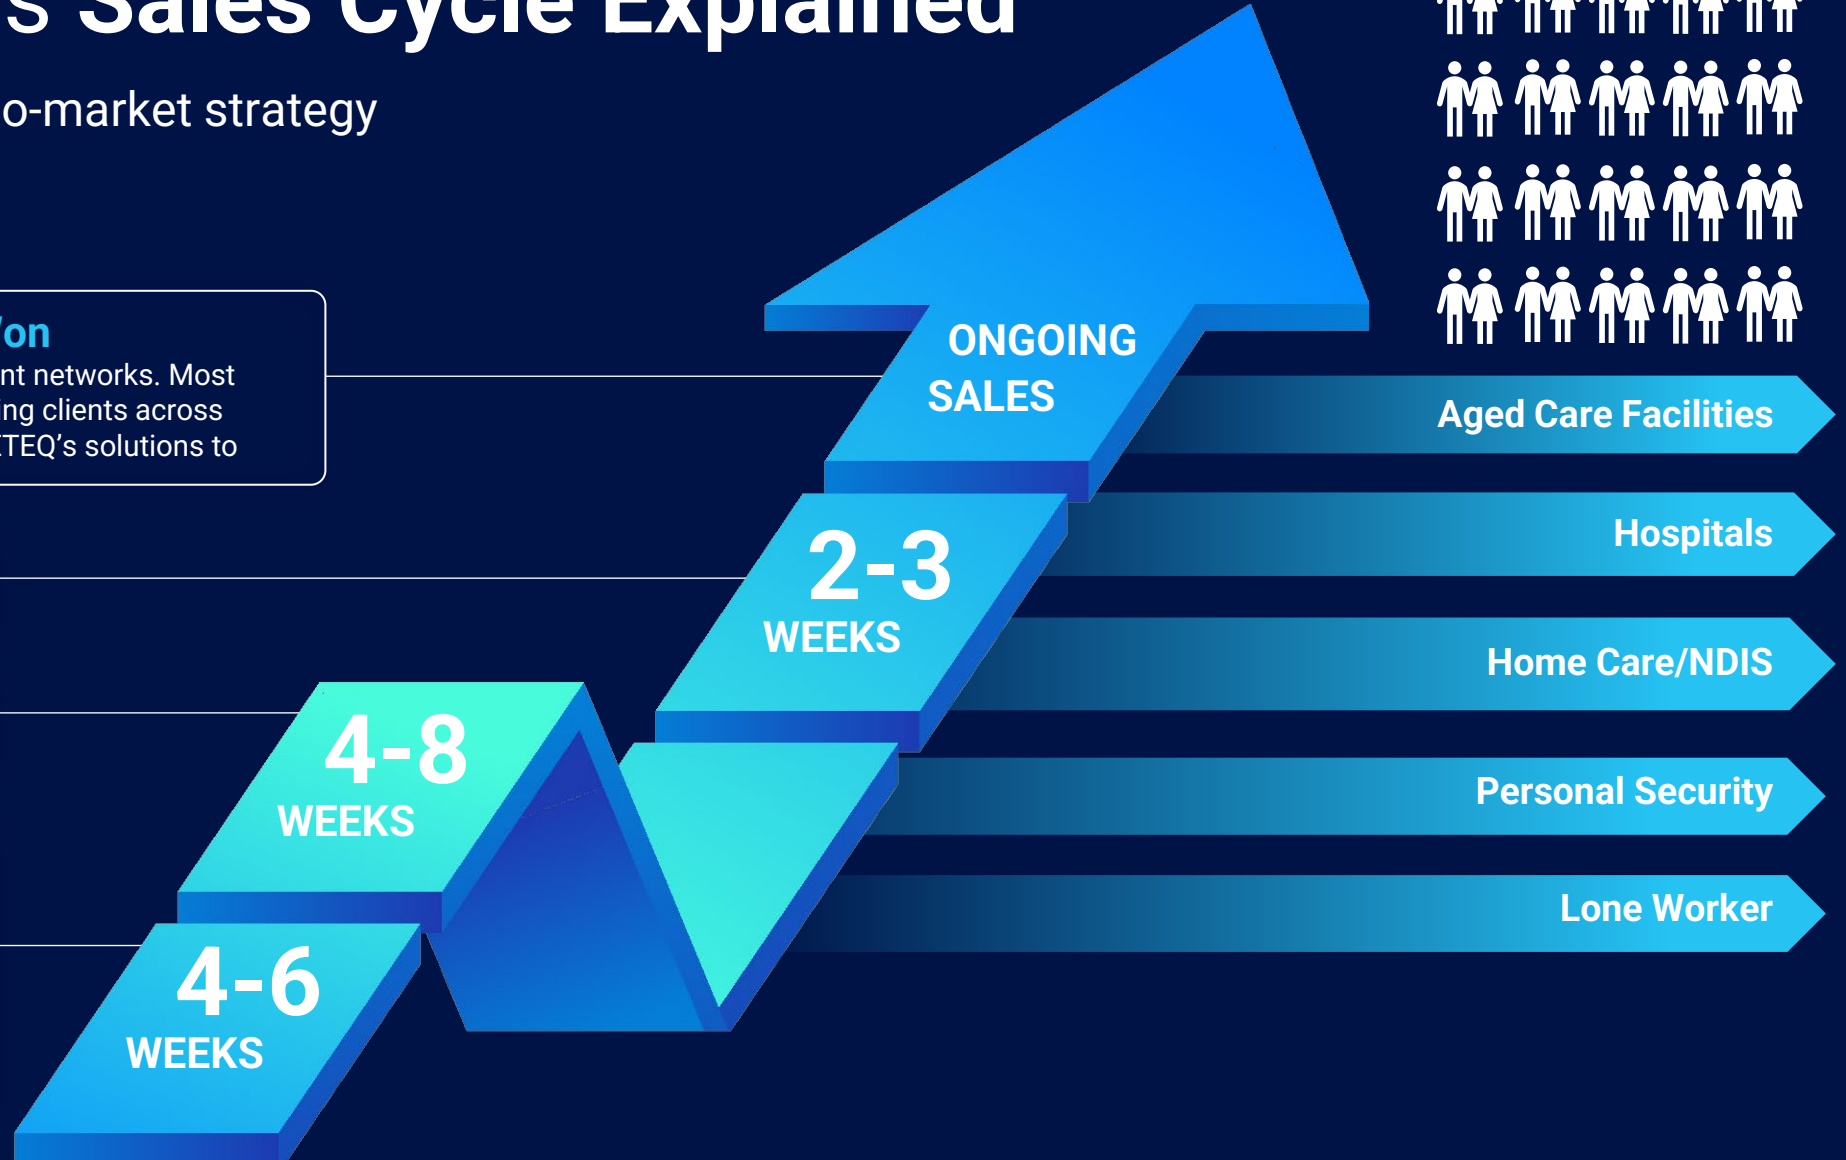 s Sales Cycle Explained
o-market strategy
on
nt networks. Most
ing clients across
TEQ's solutions to
ONGOING
SALES
2-3
WEEKS
4-8
WEEKS
4-6
WEEKS
Aged Care Facilities
Hospitals
Home Care/NDIS
Personal Security
Lone Worker